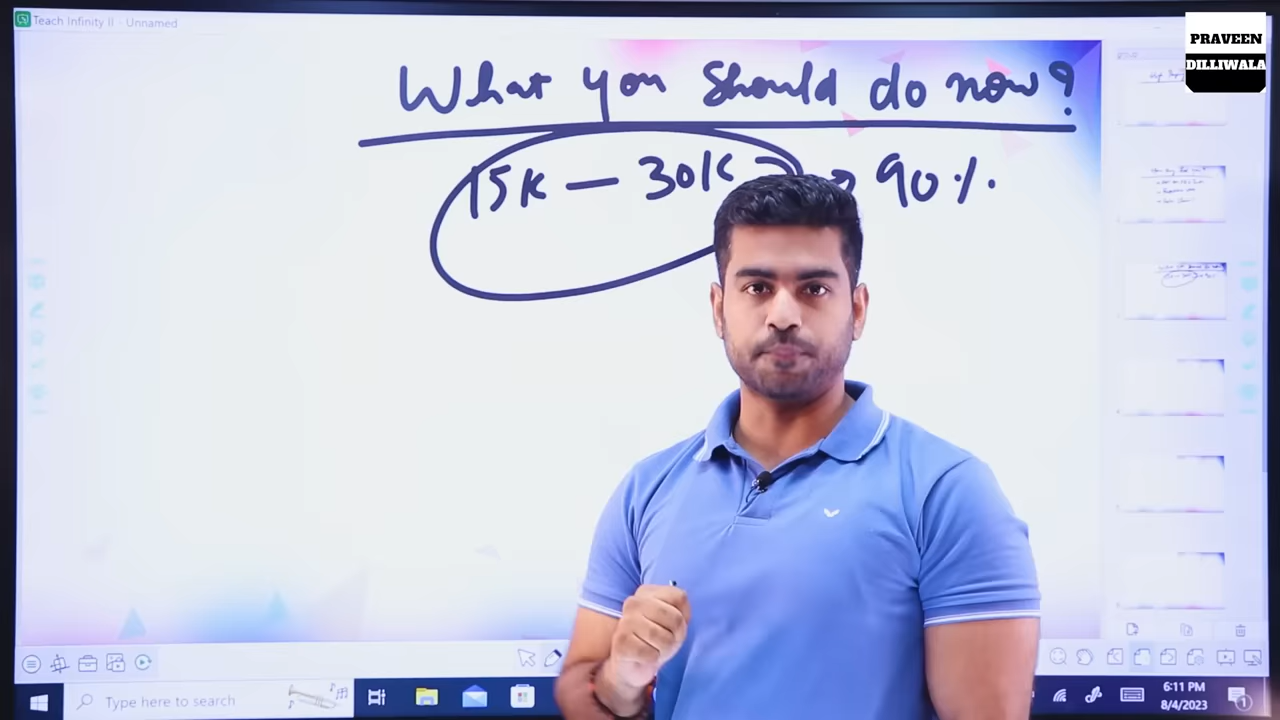 Teach Infinity II - Unnamed
PRAVEEN
DILLIWALA
What you should do now?
15K — 30K 90%.
Type here to search
6:11 PM
8/4/2023
1